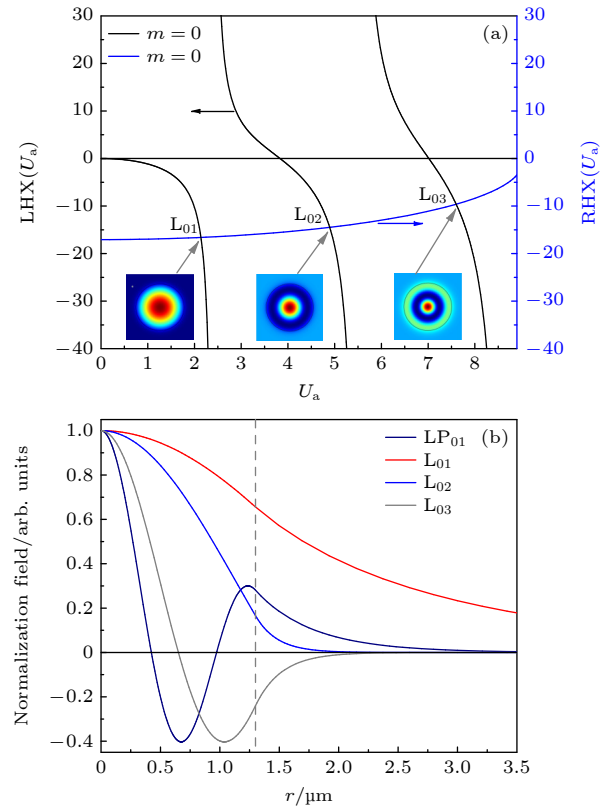 30
20
10
0
−10
−20
−30
−40
LHX(Uₐ)
m = 0
m = 0
(a)
30
20
10
0
−10
−20
−30
−40
RHX(Uₐ)
L₀₁
L₀₂
L₀₃
0 1 2 3 4 5 6 7 8
Uₐ
1.0
0.8
0.6
0.4
0.2
0
−0.2
−0.4
Normalization field/arb. units
LP₀₁
L₀₁
L₀₂
L₀₃
(b)
0 0.5 1.0 1.5 2.0 2.5 3.0 3.5
r/μm